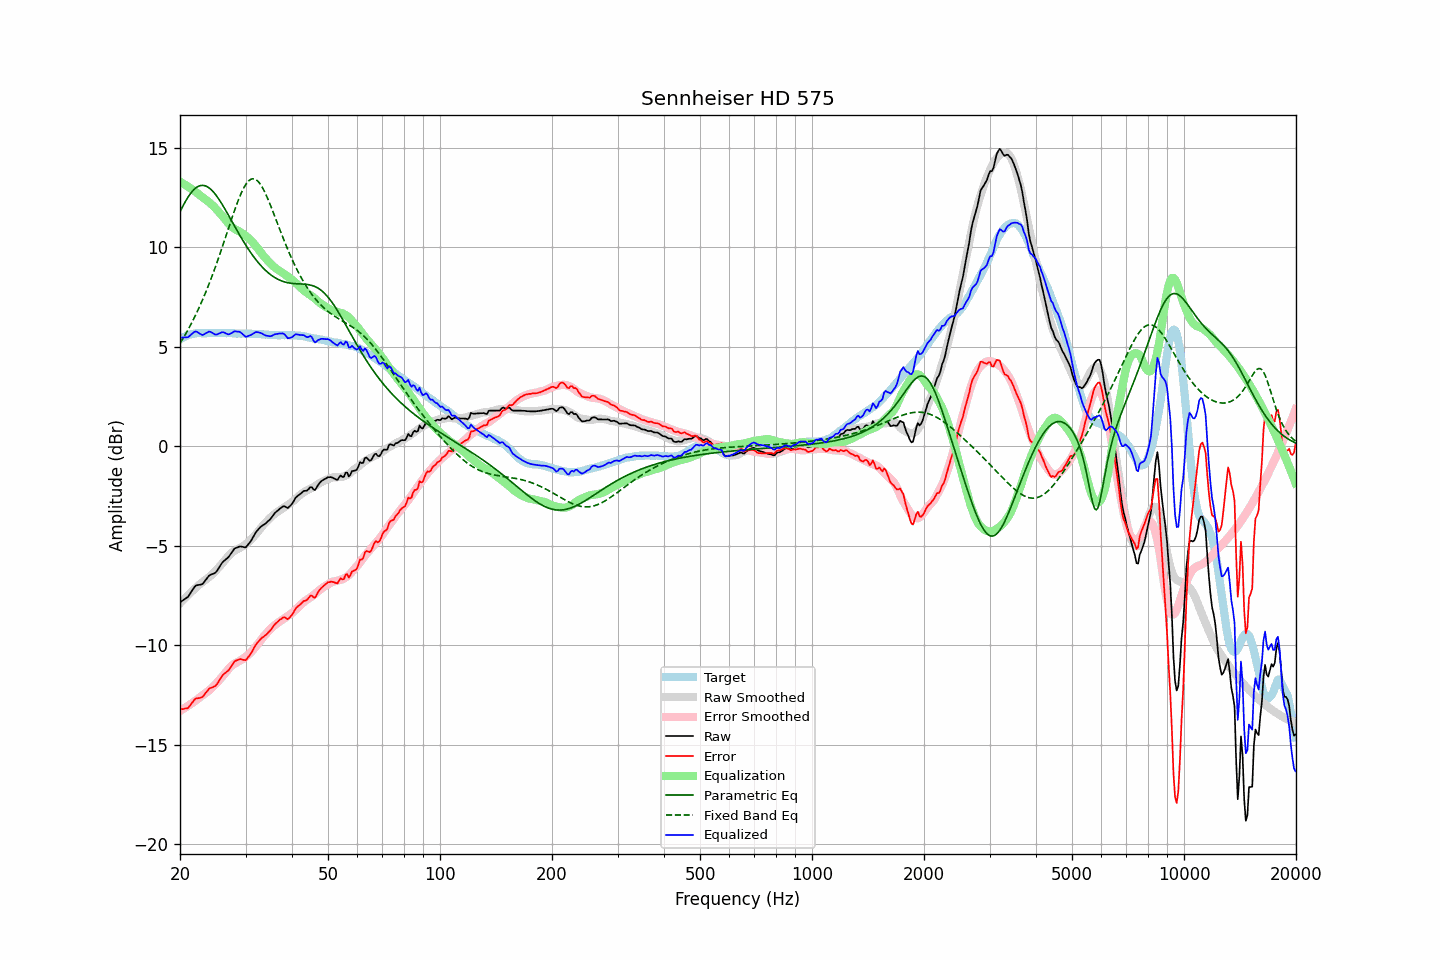 Sennheiser HD 575
Amplitude (dBr)
15
10
5
0
−5
−10
−15
−20
Target
Raw Smoothed
Error Smoothed
Raw
Error
Equalization
Parametric Eq
Fixed Band Eq
Equalized
20 50 100 200 500 1000 2000 5000 10000 20000
Frequency (Hz)